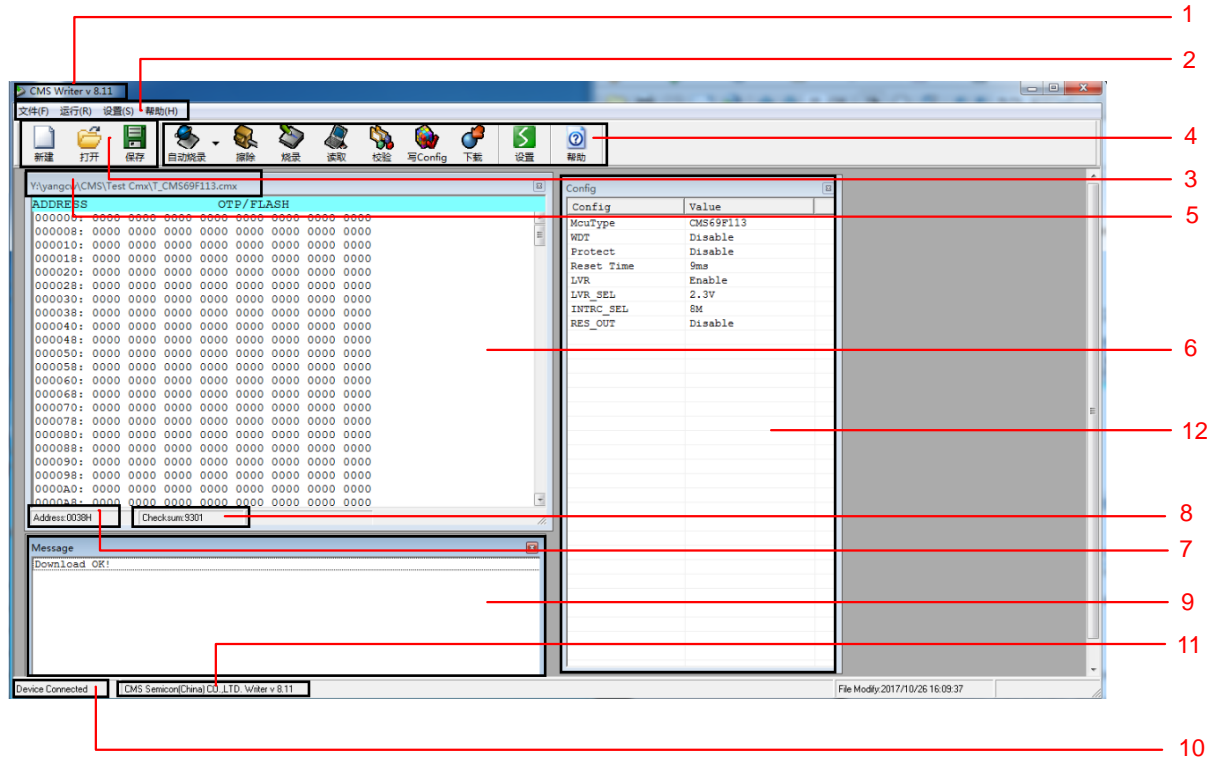 1
2
CMS Writer v 8.11
文件(F) 运行(R) 设置(S) 帮助(H)
新建 打开 保存 自动烧录 擦除 烧录 读取 校验 写Config 下载 设置 帮助
4
3
Y:\yangcw\CMS\Test Cmx\T_CMS69F113.cmx
Config
ADDRESS OTP/FLASH
Config Value
5
000000: 0000 0000 0000 0000 0000 0000 0000 0000
McuType CMS69F113
000008: 0000 0000 0000 0000 0000 0000 0000 0000
WDT Disable
000010: 0000 0000 0000 0000 0000 0000 0000 0000
Protect Disable
000018: 0000 0000 0000 0000 0000 0000 0000 0000
Reset Time 9ms
000020: 0000 0000 0000 0000 0000 0000 0000 0000
LVR Enable
000028: 0000 0000 0000 0000 0000 0000 0000 0000
LVR_SEL 2.3V
000030: 0000 0000 0000 0000 0000 0000 0000 0000
INTRC_SEL 8M
000038: 0000 0000 0000 0000 0000 0000 0000 0000
RES_OUT Disable
000040: 0000 0000 0000 0000 0000 0000 0000 0000
000048: 0000 0000 0000 0000 0000 0000 0000 0000
6
000050: 0000 0000 0000 0000 0000 0000 0000 0000
000058: 0000 0000 0000 0000 0000 0000 0000 0000
000060: 0000 0000 0000 0000 0000 0000 0000 0000
000068: 0000 0000 0000 0000 0000 0000 0000 0000
000070: 0000 0000 0000 0000 0000 0000 0000 0000
000078: 0000 0000 0000 0000 0000 0000 0000 0000
000080: 0000 0000 0000 0000 0000 0000 0000 0000
12
000088: 0000 0000 0000 0000 0000 0000 0000 0000
000090: 0000 0000 0000 0000 0000 0000 0000 0000
000098: 0000 0000 0000 0000 0000 0000 0000 0000
0000A0: 0000 0000 0000 0000 0000 0000 0000 0000
0000A8: 0000 0000 0000 0000 0000 0000 0000 0000
Address:0038H Checksum:9301
8
Message
7
Download OK!
9
11
Device Connected CMS Semicon(China) CO.,LTD. Writer v 8.11 File Modify:2017/10/26 16:09:37
10